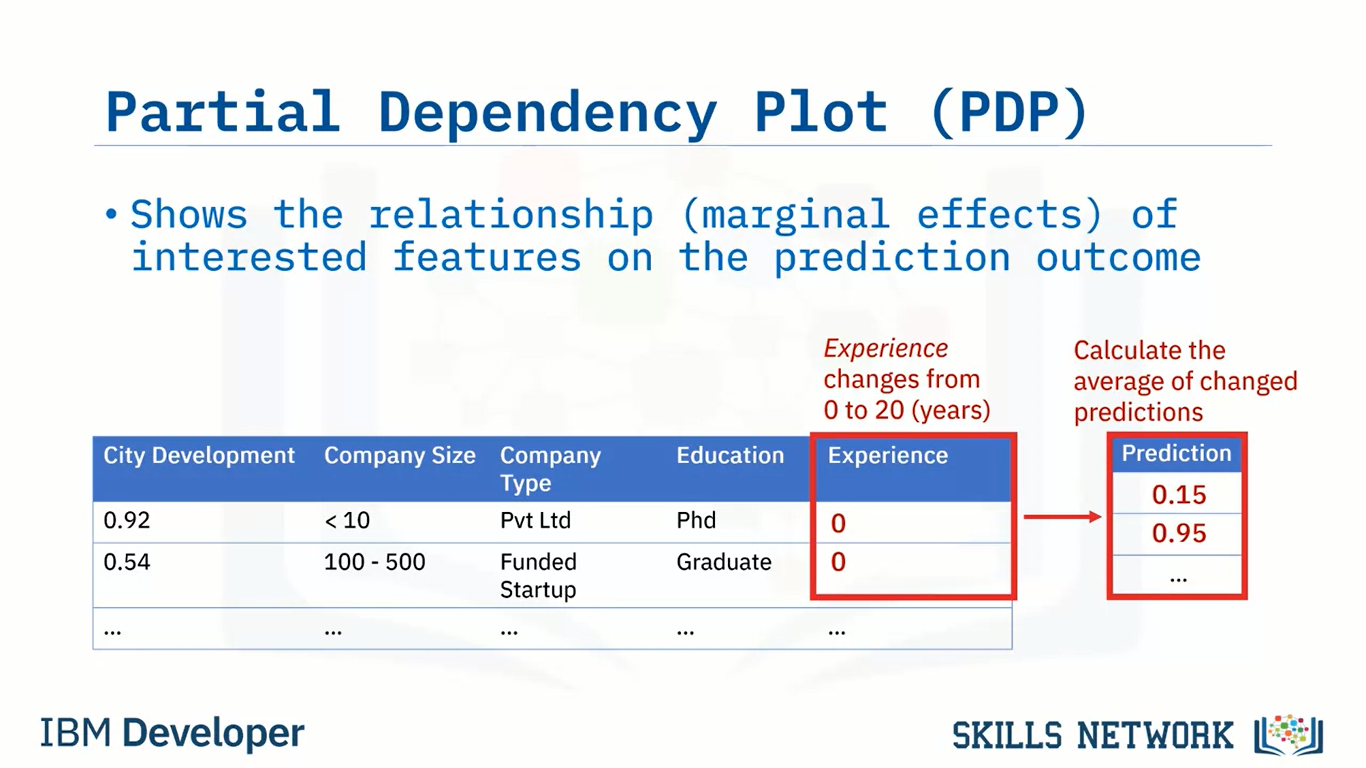 Partial Dependency Plot (PDP)
• Shows the relationship (marginal effects) of
interested features on the prediction outcome
Experience
changes from
0 to 20 (years)
Calculate the
average of changed
predictions
City Development Company Size Company Type Education Experience Prediction
0.92 < 10 Pvt Ltd Phd 0 0.15
0.54 100 - 500 Funded Startup Graduate 0 0.95
... ... ... ... ... ...
IBM Developer
SKILLS NETWORK